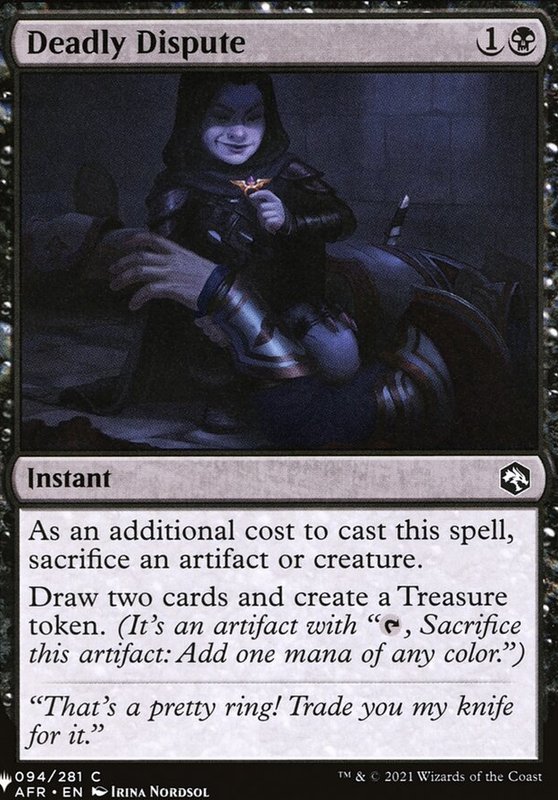 Deadly Dispute 1
Instant
As an additional cost to cast this spell,
sacrifice an artifact or creature.
Draw two cards and create a Treasure
token. (It's an artifact with “, Sacrifice
this artifact: Add one mana of any color.”)
“That's a pretty ring! Trade you my knife
for it.”
094/281 C
AFR • EN Irina Nordsol
™ & © 2021 Wizards of the Coast